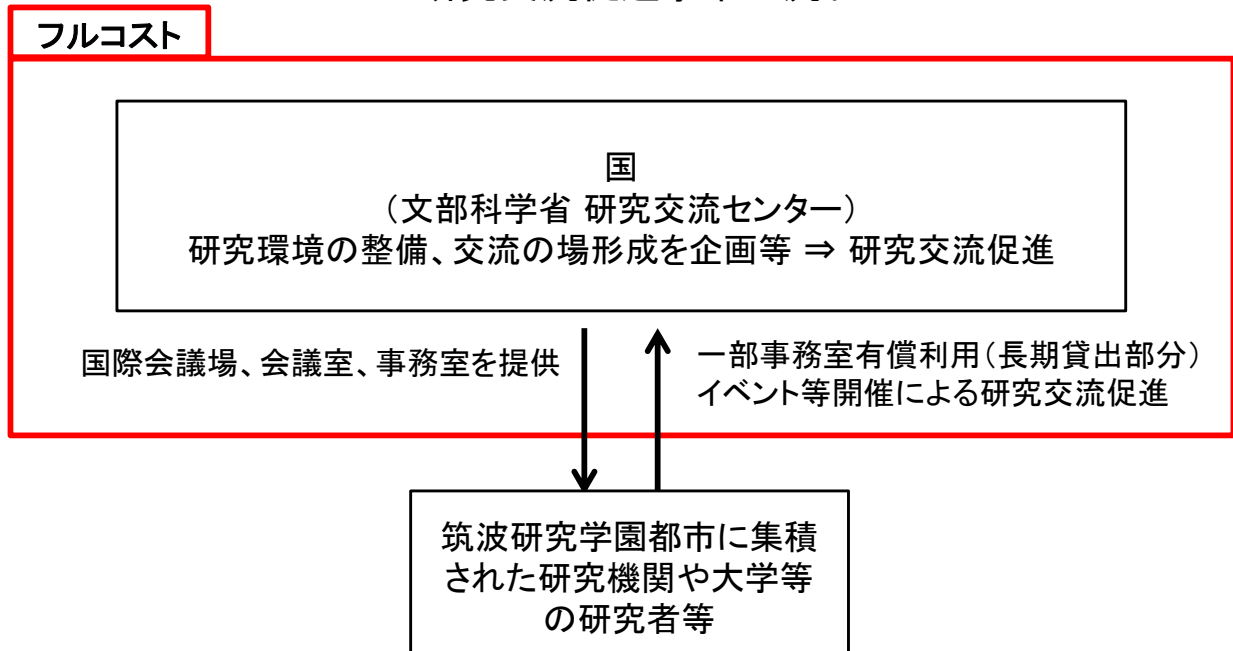 フルコスト
国
（文部科学省 研究交流センター）
研究環境の整備、交流の場形成を企画等 ⇒ 研究交流促進
国際会議場、会議室、事務室を提供
一部事務室有償利用（長期貸出部分）
イベント等開催による研究交流促進
筑波研究学園都市に集積
された研究機関や大学等
の研究者等